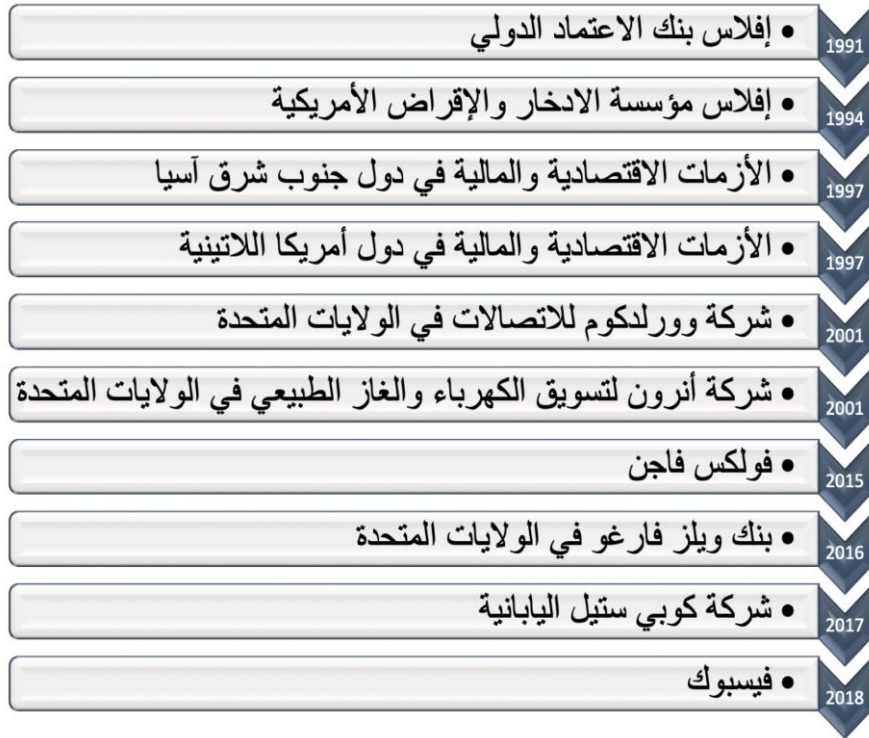 1991 • إفلاس بنك الاعتماد الدولي
1994 • إفلاس مؤسسة الادخار والإقراض الأمريكية
1997 • الأزمات الاقتصادية والمالية في دول جنوب شرق آسيا
1997 • الأزمات الاقتصادية والمالية في دول أمريكا اللاتينية
2001 • شركة وورلدكوم للاتصالات في الولايات المتحدة
2001 • شركة أنرون لتسويق الكهرباء والغاز الطبيعي في الولايات المتحدة
2015 • فولكس فاجن
2016 • بنك ويلز فارغو في الولايات المتحدة
2017 • شركة كوبي ستيل اليابانية
2018 • فيسبوك